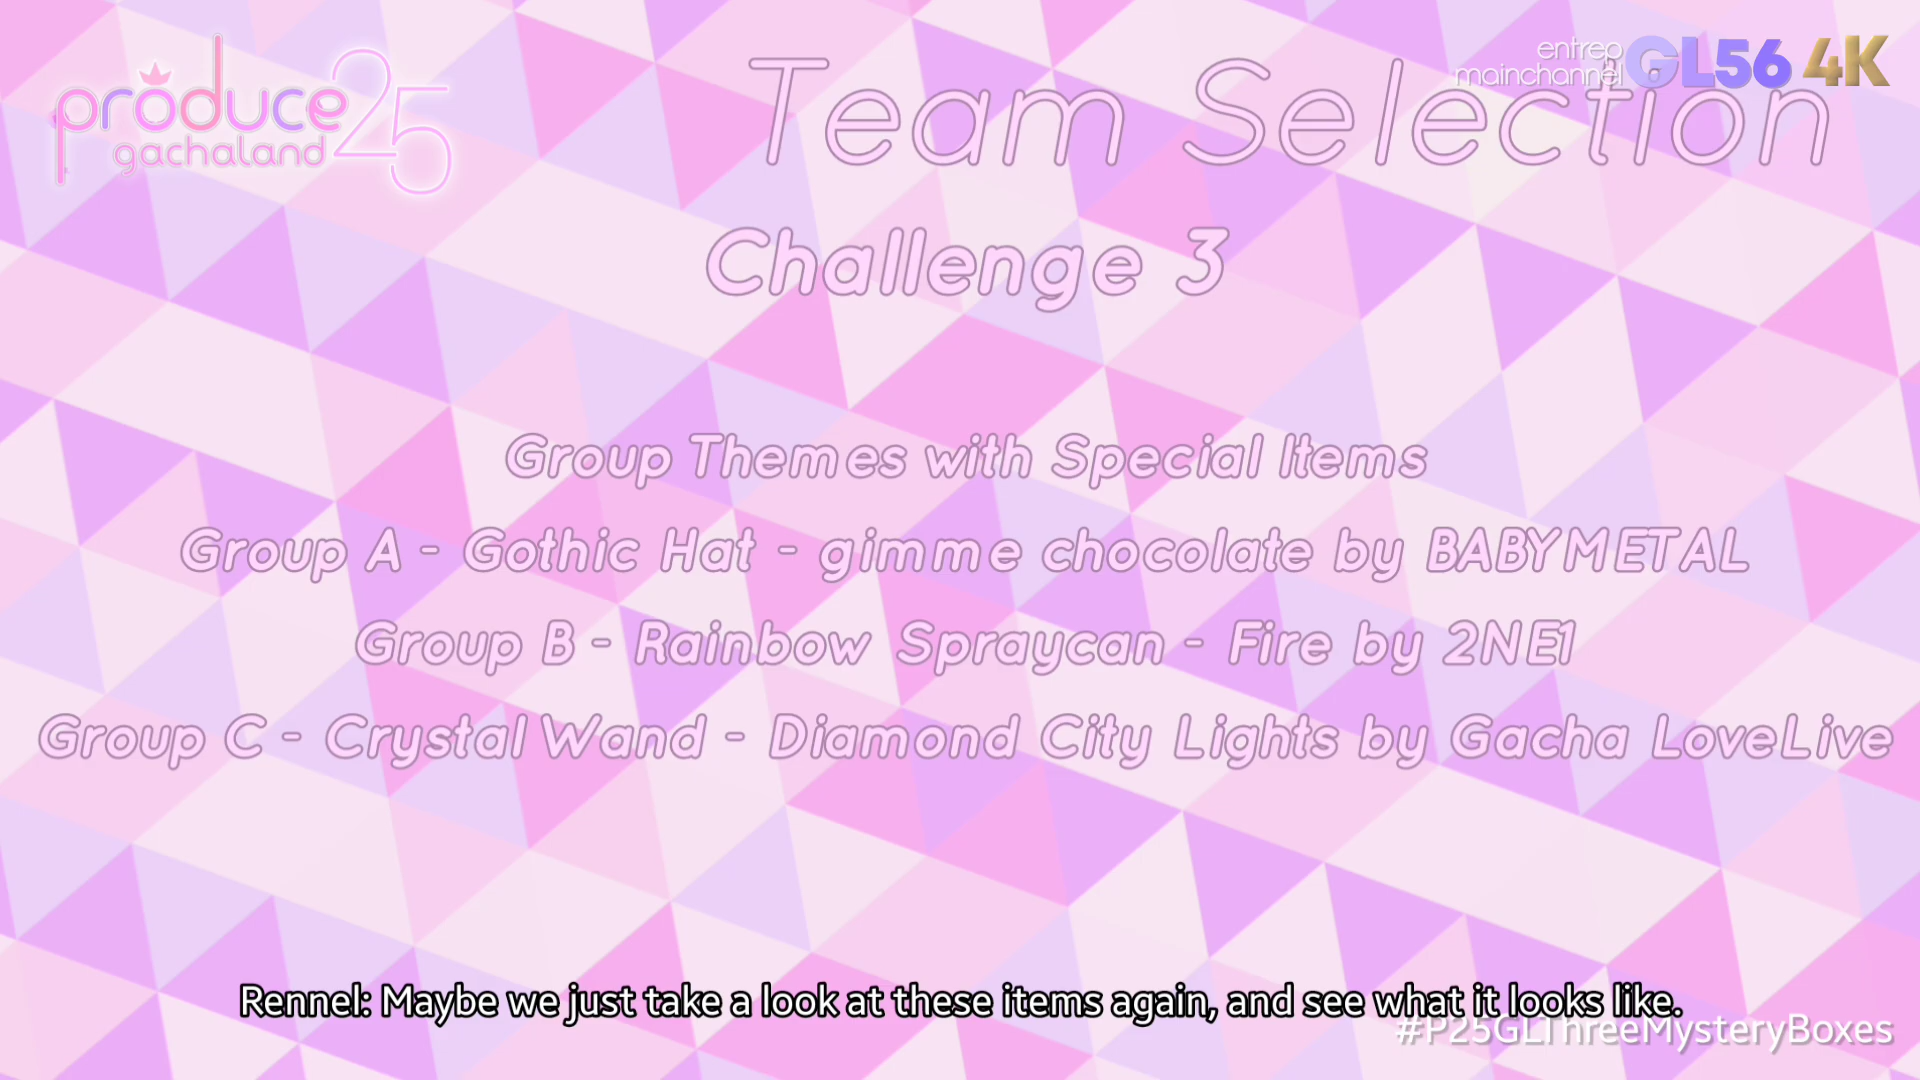 produce25
gachaland
entrep
mainchannel
GL56 4K
Team Selection
Challenge 3
Group Themes with Special Items
Group A - Gothic Hat - gimme chocolate by BABYMETAL
Group B - Rainbow Spraycan - Fire by 2NE1
Group C - Crystal Wand - Diamond City Lights by Gacha LoveLive
Rennel: Maybe we just take a look at these items again, and see what it looks like.
#P25GLThreeMysteryBoxes